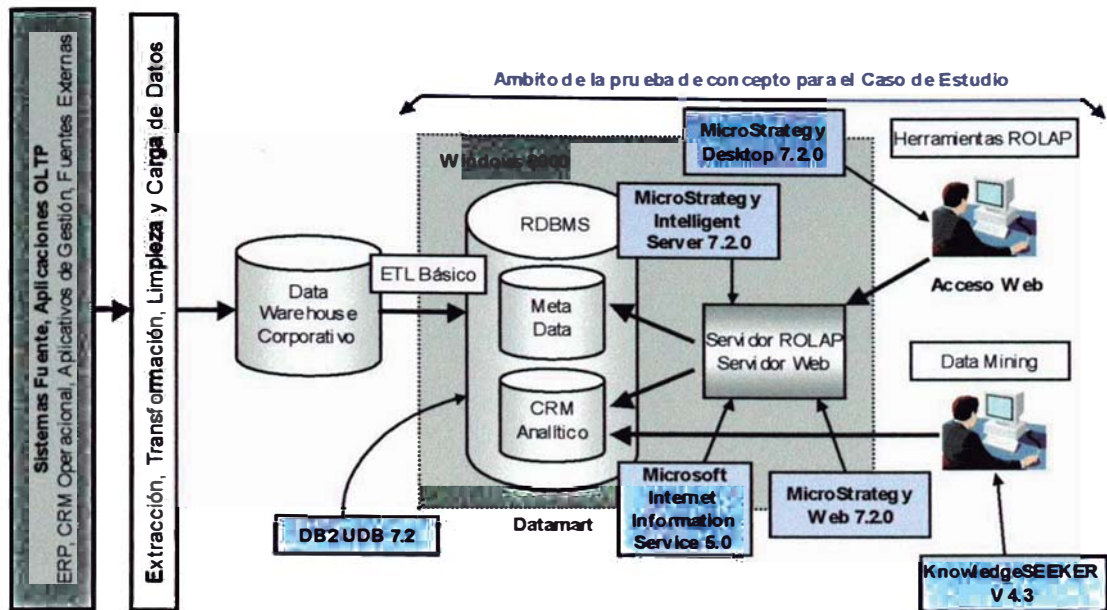 Sistemas Fuente, Aplicaciones OLTP
ERP, CRM Operacional, Aplicativos de Gestión, Fuentes Externas
Extracción, Transformación, Limpieza y Carga de Datos
Ambito de la prueba de concepto para el Caso de Estudio
MicroStrategy
Desktop 7.2.0
Herramientas ROLAP
Windows
MicroStrategy
Intelligent
Server 7.2.0
RDBMS
ETL Básico
Acceso Web
Data
Warehouse
Corporativo
Meta
Data
Servidor ROLAP
Servidor Web
Data Mining
CRM
Analítico
Microsoft
Internet
Information
Service 5.0
MicroStrategy
Web 7.2.0
Datamart
DB2 UDB 7.2
KnowledgeSEEKER
V 4.3